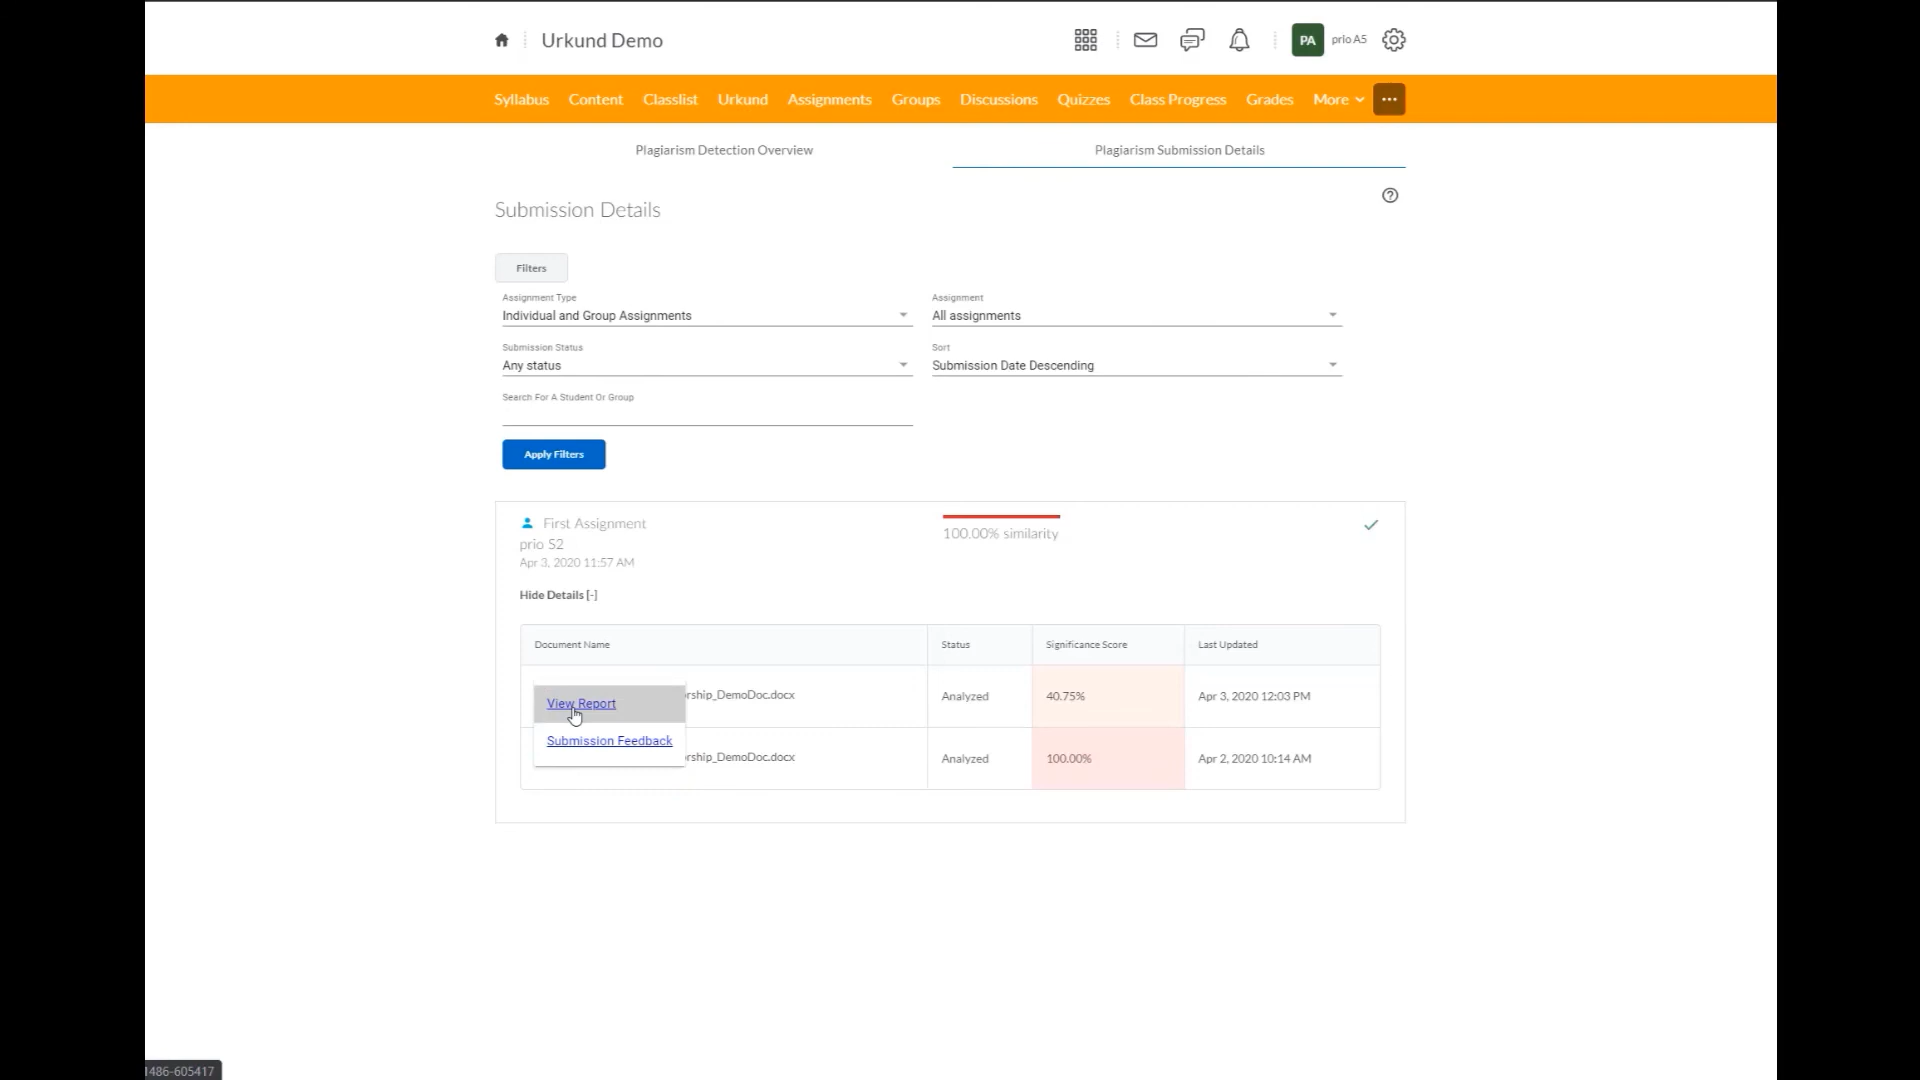 Urkund Demo
PA prio A5
Syllabus Content Classlist Urkund Assignments Groups Discussions Quizzes Class Progress Grades More
Plagiarism Detection Overview Plagiarism Submission Details
Submission Details
Filters
Assignment Type Assignment
Individual and Group Assignments All assignments
Submission Status Sort
Any status Submission Date Descending
Search For A Student Or Group
Apply Filters
First Assignment 100.00% similarity
prio S2
Apr 3, 2020 11:57 AM
Hide Details [-]
Document Name Status Significance Score Last Updated
rship_DemoDoc.docx Analyzed 40.75% Apr 3, 2020 12:03 PM
View Report
Submission Feedback
rship_DemoDoc.docx Analyzed 100.00% Apr 2, 2020 10:14 AM
1486-605417